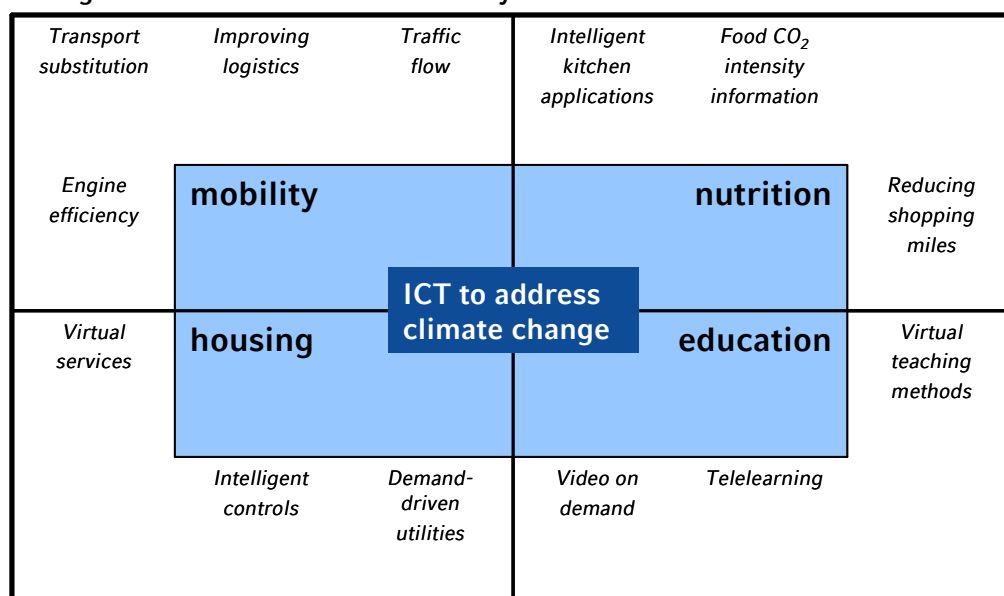 Transport
substitution
Improving
logistics
Traffic
flow
Intelligent
kitchen
applications
Food CO₂
intensity
information
Engine
efficiency
mobility
nutrition
Reducing
shopping
miles
ICT to address
climate change
Virtual
services
housing
education
Virtual
teaching
methods
Intelligent
controls
Demand-
driven
utilities
Video on
demand
Telelearning